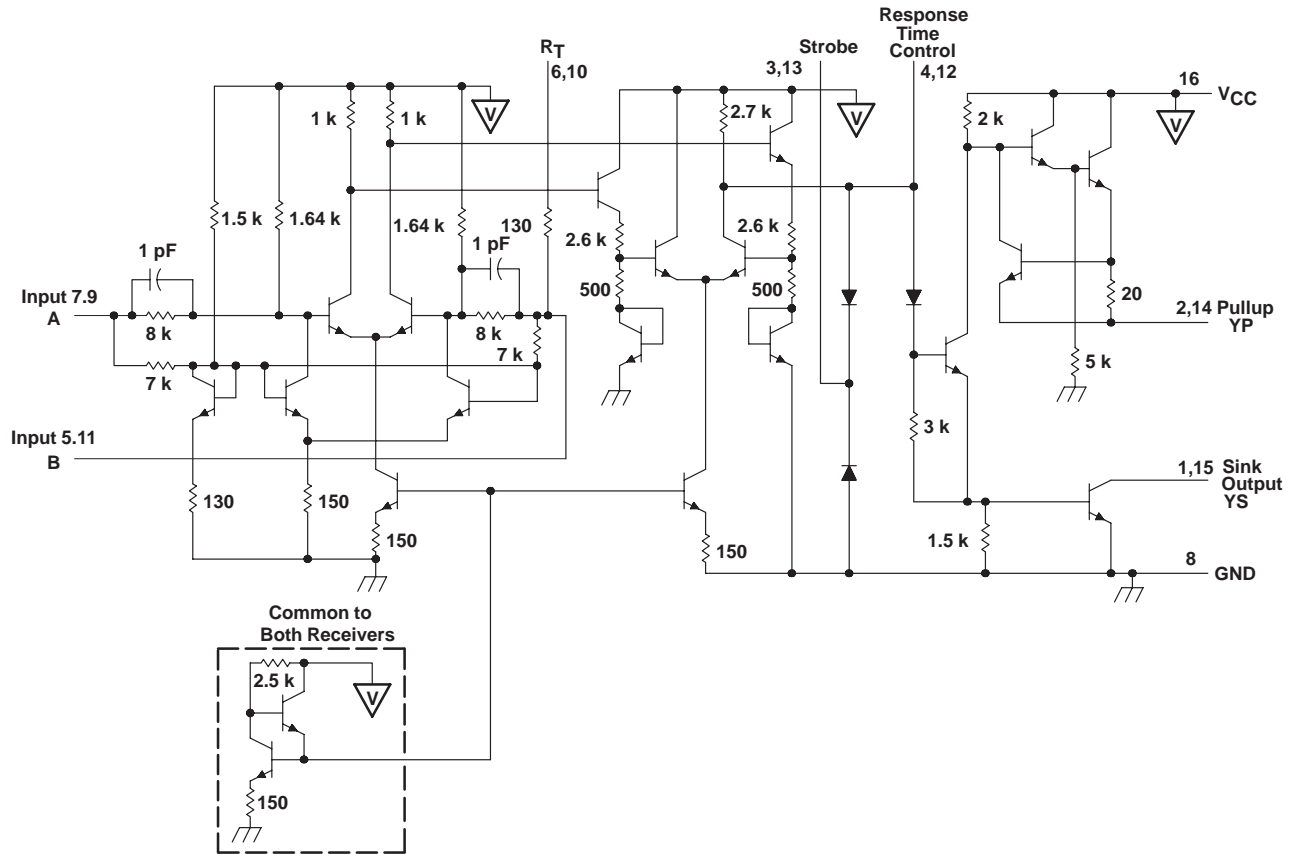 Response
Time
Control
4,12
RT
6,10
Strobe
3,13
16
VCC
V
V
V
1 k
1 k
2.7 k
2 k
1.5 k
1.64 k
1.64 k
130
1 pF
1 pF
2.6 k
2.6 k
Input 7.9
A
8 k
8 k
500
500
20
2,14 Pullup
YP
7 k
7 k
5 k
Input 5.11
B
3 k
130
150
150
150
1.5 k
1,15 Sink
Output
YS
8
GND
Common to
Both Receivers
2.5 k
V
150